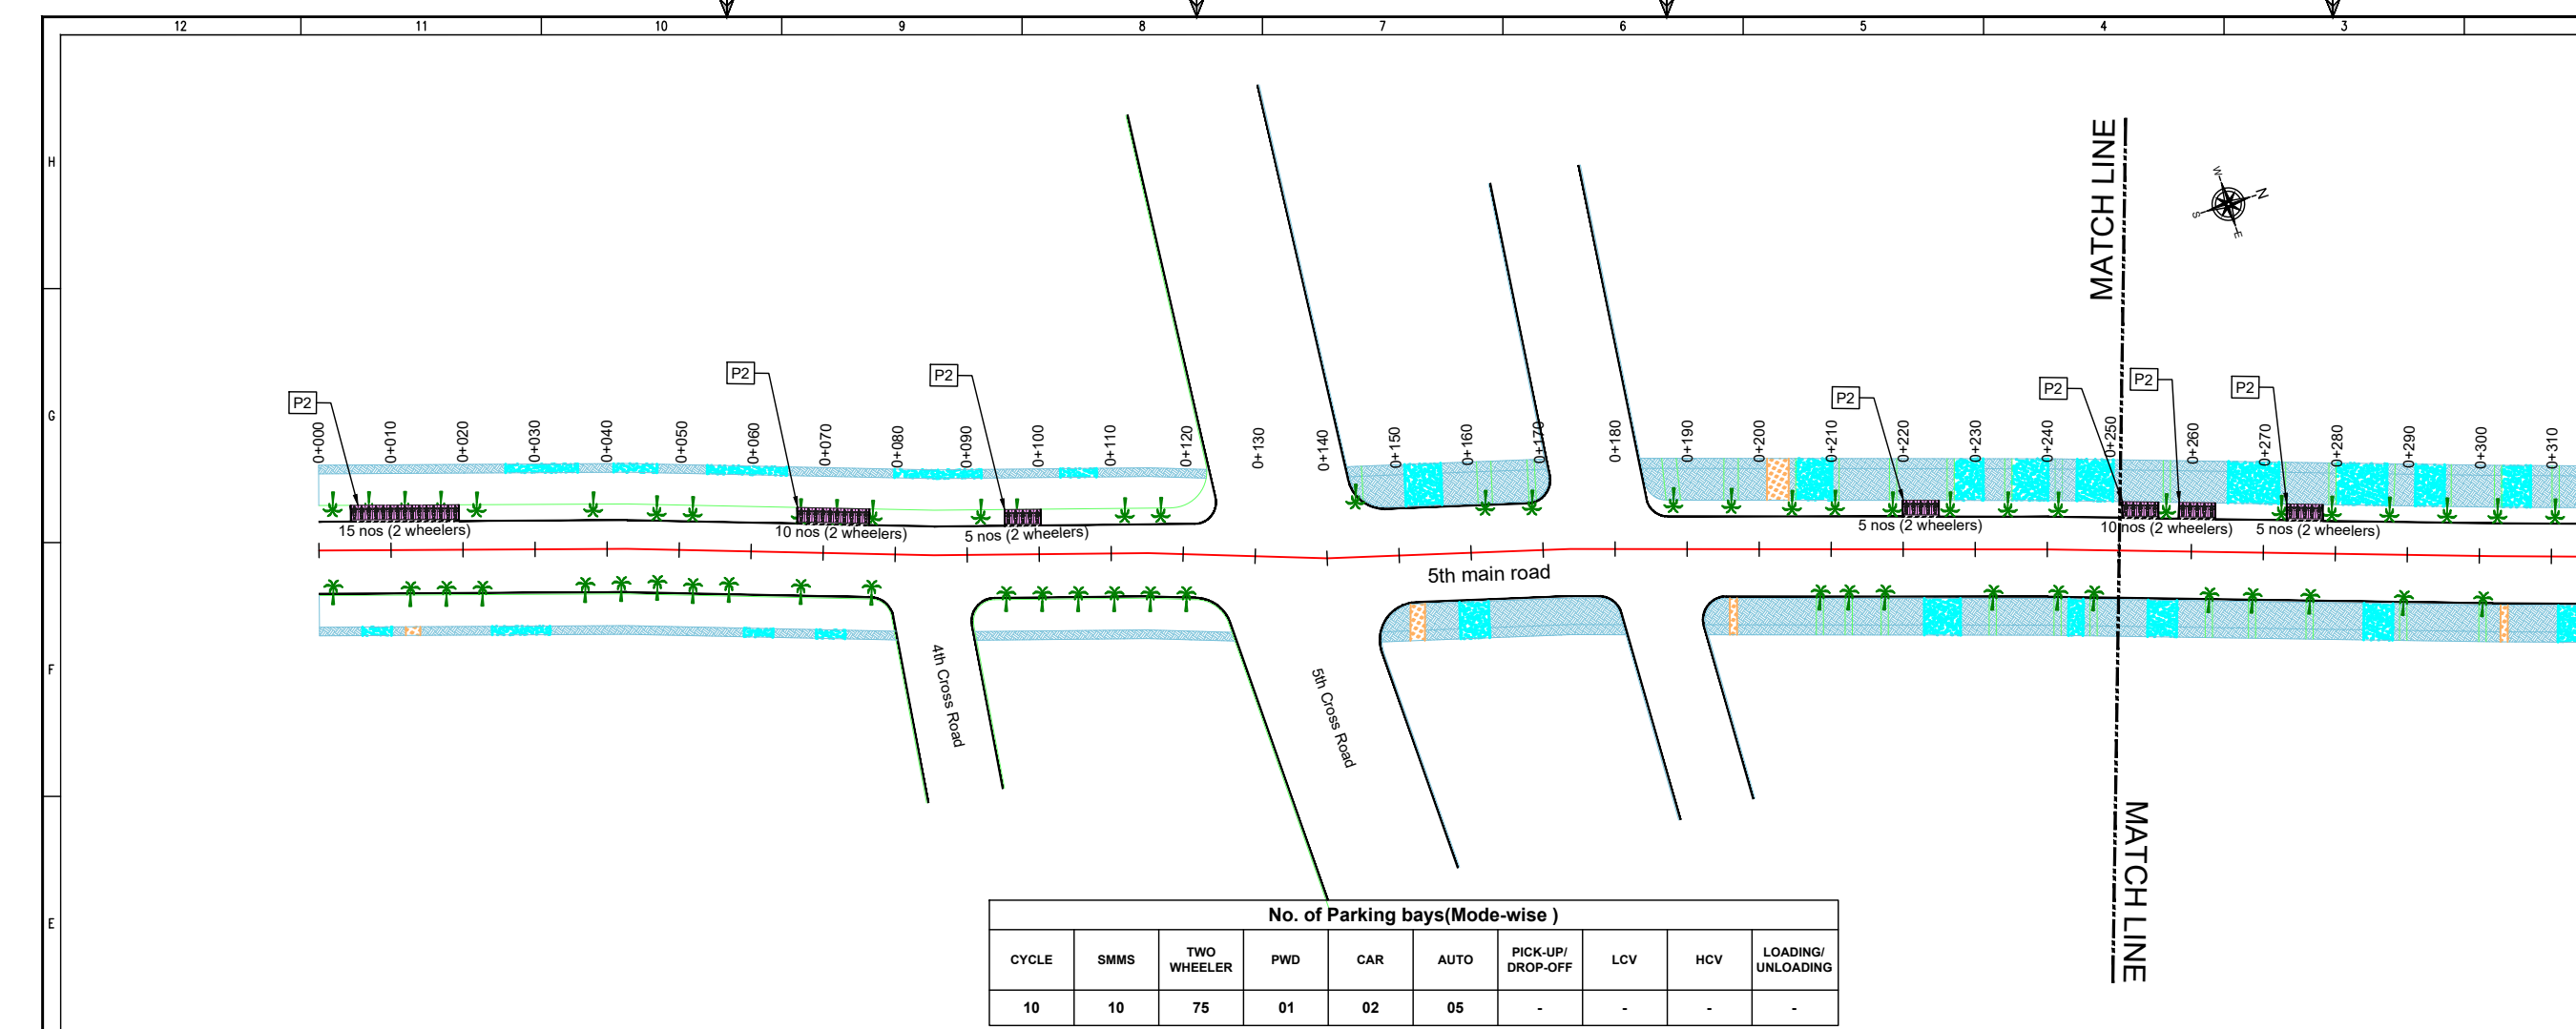 12 11 10 9 8 7 6 5 4 3
H
G
F
E
MATCH LINE
W N S E
P2 P2 P2 P2 P2 P2 P2
0+000 0+010 0+020 0+030 0+040 0+050 0+060 0+070 0+080 0+090 0+100 0+110 0+120 0+130 0+140 0+150 0+160 0+170 0+180 0+190 0+200 0+210 0+220 0+230 0+240 0+250 0+260 0+270 0+280 0+290 0+300 0+310
15 nos (2 wheelers) 10 nos (2 wheelers) 5 nos (2 wheelers) 5 nos (2 wheelers) 10 nos (2 wheelers) 5 nos (2 wheelers)
5th main road
4th Cross Road
5th Cross Road
MATCH LINE
No. of Parking bays(Mode-wise )
CYCLE SMMS TWO WHEELER PWD CAR AUTO PICK-UP/ DROP-OFF LCV HCV LOADING/ UNLOADING
10 10 75 01 02 05 - - - -